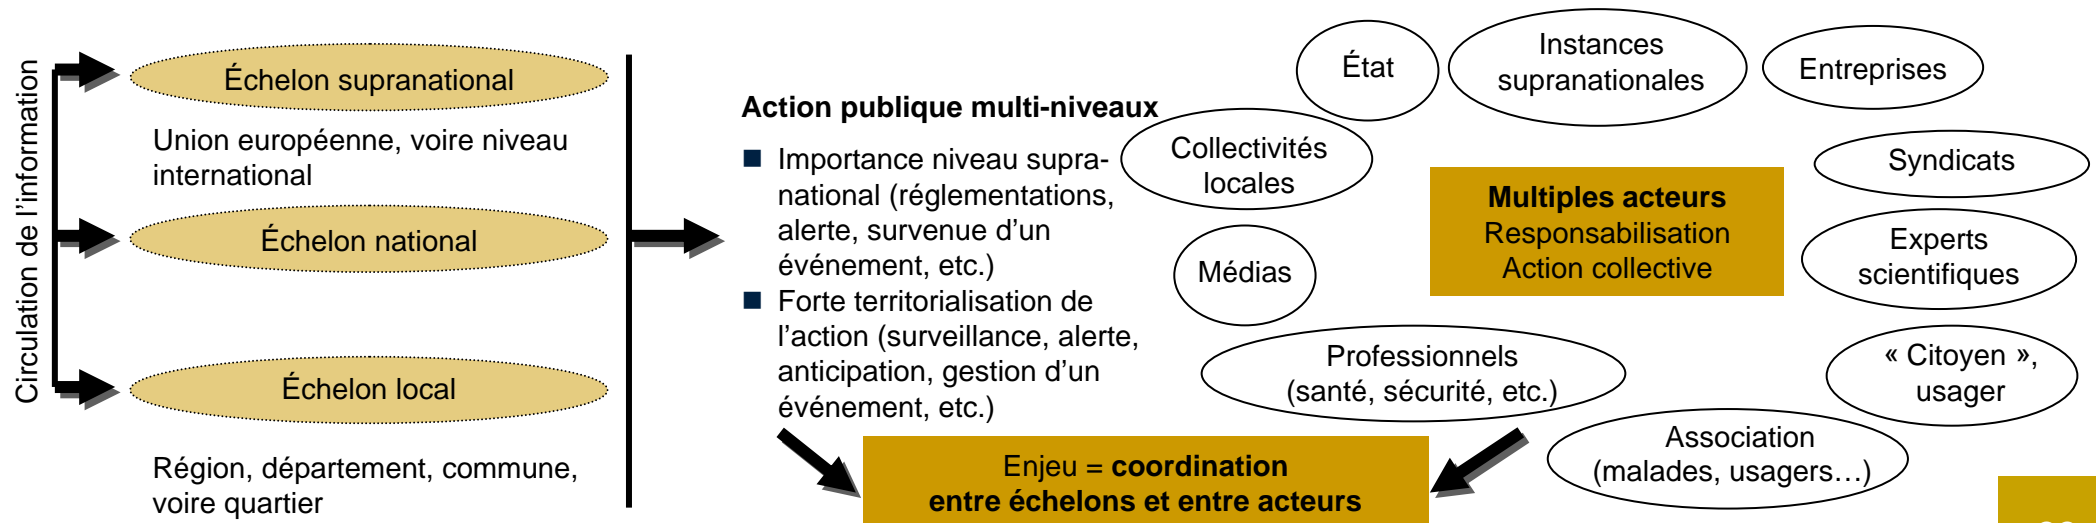 Circulation de l’information
Échelon supranational
Union européenne, voire niveau
international
Échelon national
Échelon local
Région, département, commune,
voire quartier
Action publique multi-niveaux
Importance niveau supra-
national (réglementations,
alerte, survenue d’un
événement, etc.)
Forte territorialisation de
l’action (surveillance, alerte,
anticipation, gestion d’un
événement, etc.)
État
Instances
supranationales
Entreprises
Collectivités
locales
Syndicats
Multiples acteurs
Responsabilisation
Action collective
Médias
Experts
scientifiques
Professionnels
(santé, sécurité, etc.)
« Citoyen »,
usager
Association
(malades, usagers…)
Enjeu = coordination
entre échelons et entre acteurs